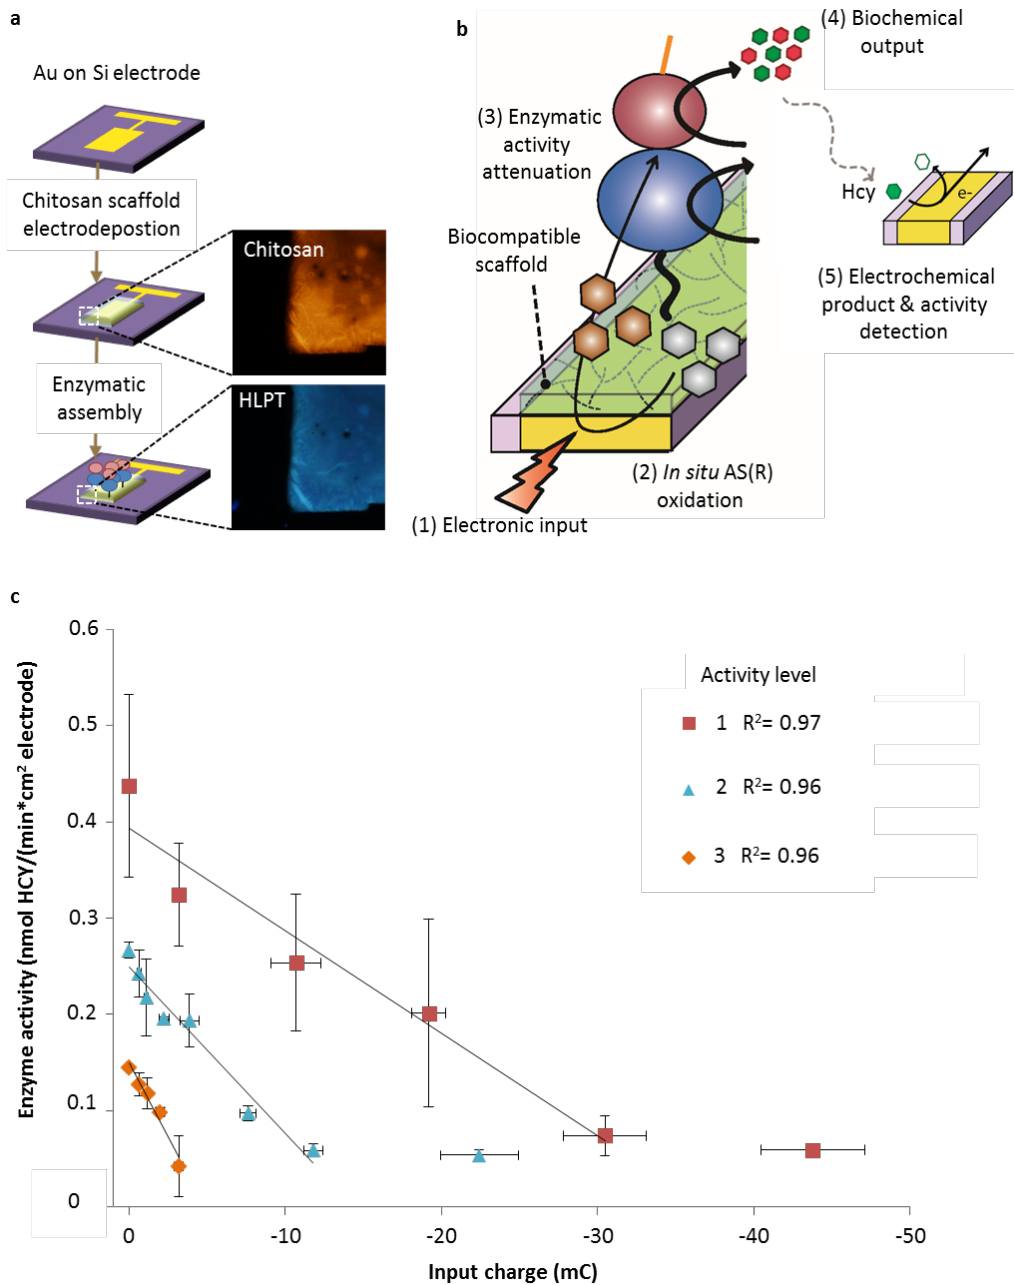 a
Au on Si electrode
Chitosan scaffold
electrodepostion
Chitosan
Enzymatic
assembly
HLPT
b
(4) Biochemical
output
(3) Enzymatic
activity
attenuation
Hcy
e-
Biocompatible
scaffold
(5) Electrochemical
product & activity
detection
(2) In situ AS(R)
oxidation
(1) Electronic input
c
Enzyme activity (nmol HCY/(min*cm² electrode)
0.6
0.5
0.4
0.3
0.2
0.1
0
Activity level
1 R²= 0.97
2 R²= 0.96
3 R²= 0.96
0 -10 -20 -30 -40 -50
Input charge (mC)